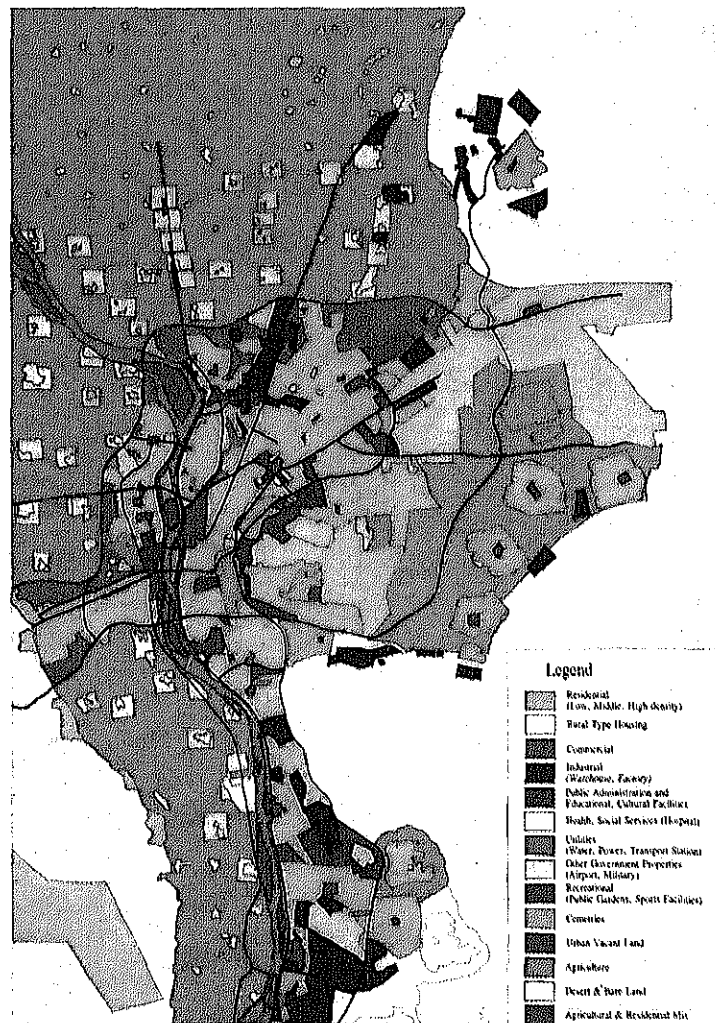 Legend
Residential
(Low, Middle, High density)
Rural Type Housing
Commercial
Industrial
(Warehouse, Factory)
Public Administration and
Educational, Cultural Facilities
Health, Social Services (Hospital)
Utilities
(Water, Power, Transport Station)
Other Government Properties
(Airport, Military)
Recreational
(Public Gardens, Sports Facilities)
Cemetries
Urban Vacant Land
Agriculture
Desert & Bare Land
Agricultural & Residential Mix